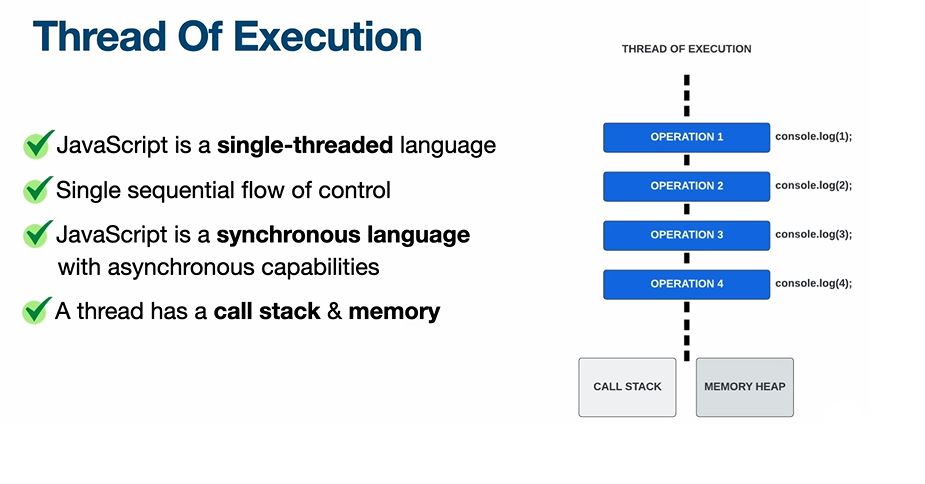 Thread Of Execution
JavaScript is a single-threaded language
Single sequential flow of control
JavaScript is a synchronous language
with asynchronous capabilities
A thread has a call stack & memory
THREAD OF EXECUTION
OPERATION 1 console.log(1);
OPERATION 2 console.log(2);
OPERATION 3 console.log(3);
OPERATION 4 console.log(4);
CALL STACK MEMORY HEAP